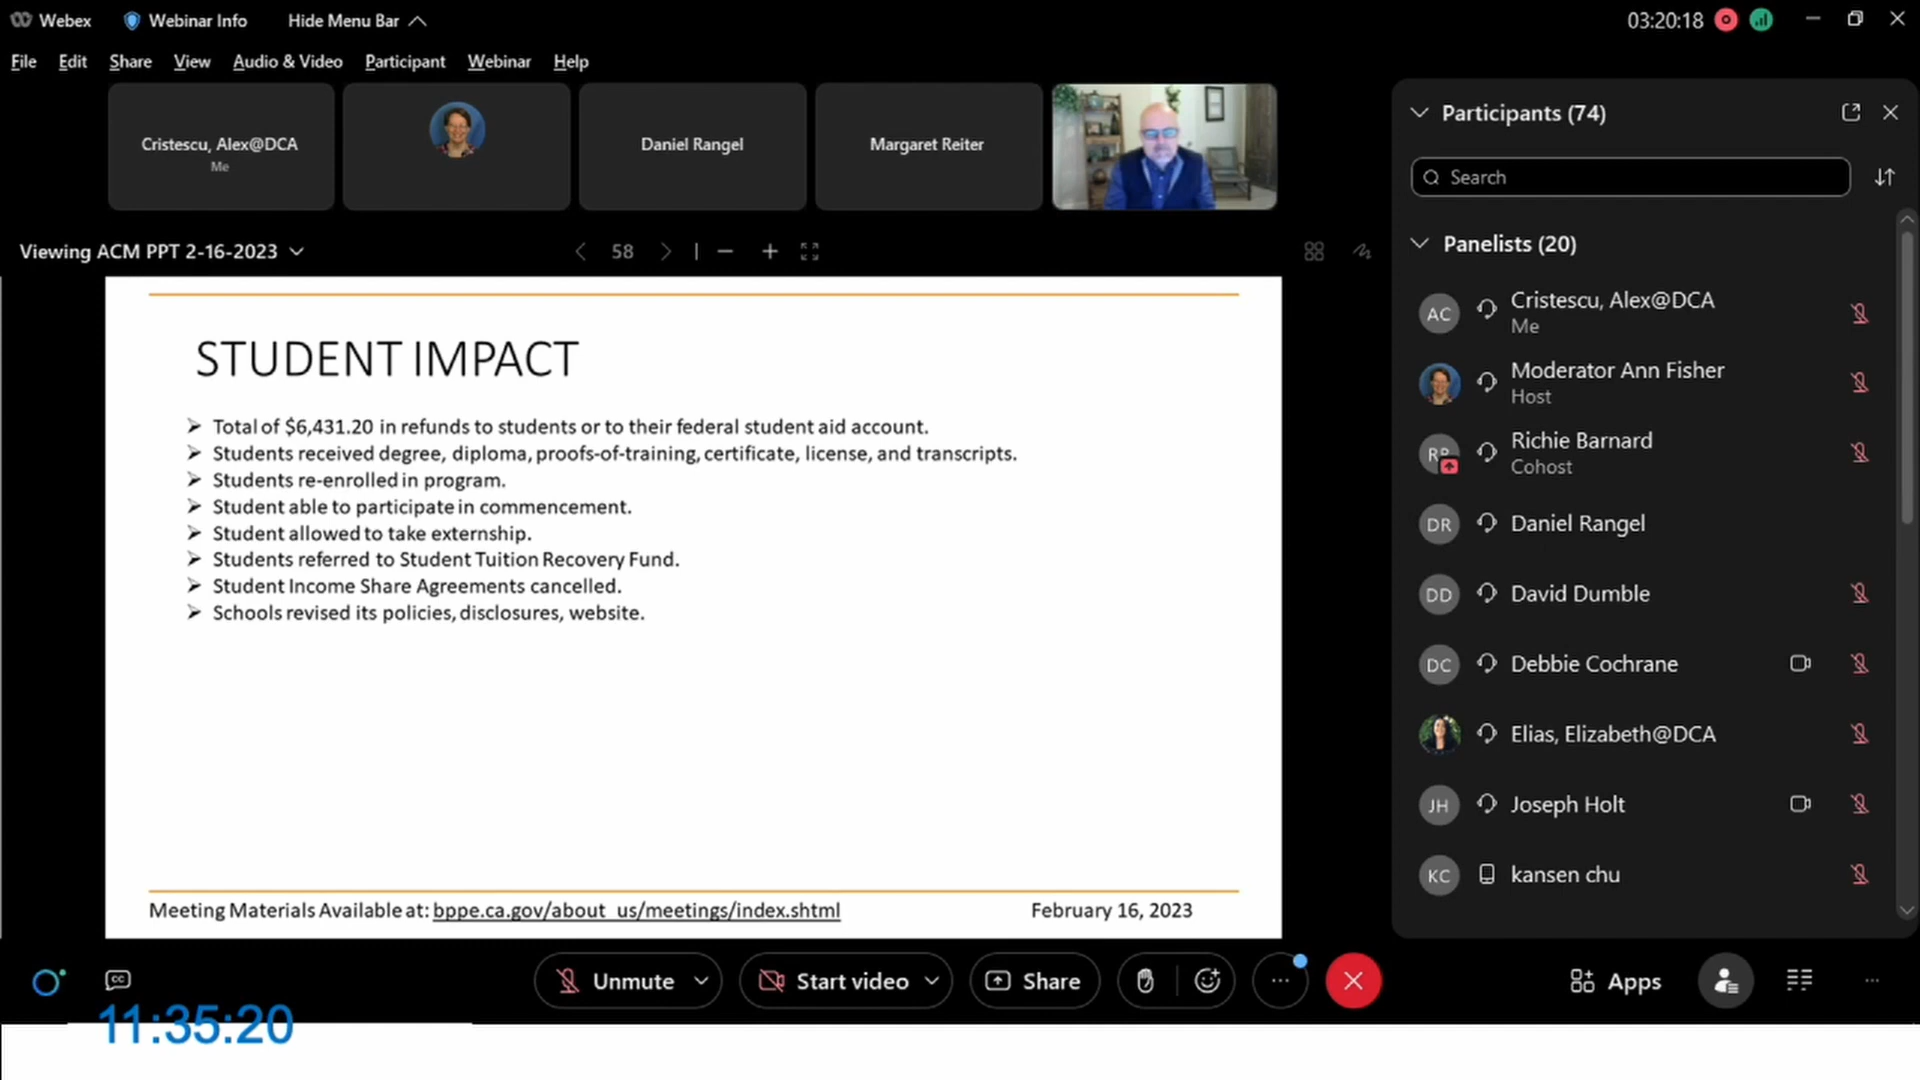 Webex Webinar Info Hide Menu Bar 03:20:18
File Edit Share View Audio & Video Participant Webinar Help
Cristescu, Alex@DCA
Me
Daniel Rangel
Margaret Reiter
Viewing ACM PPT 2-16-2023
58
STUDENT IMPACT
Total of $6,431.20 in refunds to students or to their federal student aid account.
Students received degree, diploma, proofs-of-training, certificate, license, and transcripts.
Students re-enrolled in program.
Student able to participate in commencement.
Student allowed to take externship.
Students referred to Student Tuition Recovery Fund.
Student Income Share Agreements cancelled.
Schools revised its policies, disclosures, website.
Meeting Materials Available at: bppe.ca.gov/about_us/meetings/index.shtml February 16, 2023
Participants (74)
Search
Panelists (20)
AC Cristescu, Alex@DCA
Me
Moderator Ann Fisher
Host
Richie Barnard
Cohost
DR Daniel Rangel
DD David Dumble
DC Debbie Cochrane
Elias, Elizabeth@DCA
JH Joseph Holt
KC kansen chu
CC Unmute Start video Share Apps
11:35:20